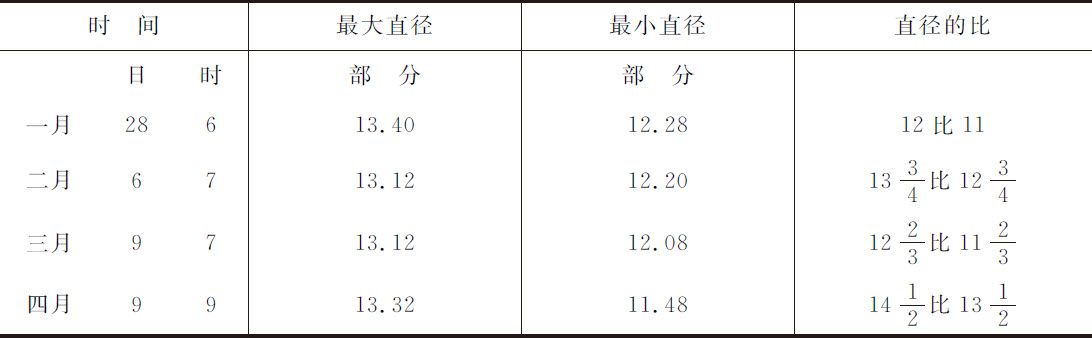 时 间 最大直径 最小直径 直径的比
日 时 部 分 部 分
一月 28 6 13.40 12.28 12 比 11
二月 6 7 13.12 12.20 13 3/4 比 12 3/4
三月 9 7 13.12 12.08 12 2/3 比 11 2/3
四月 9 9 13.32 11.48 14 1/2 比 13 1/2